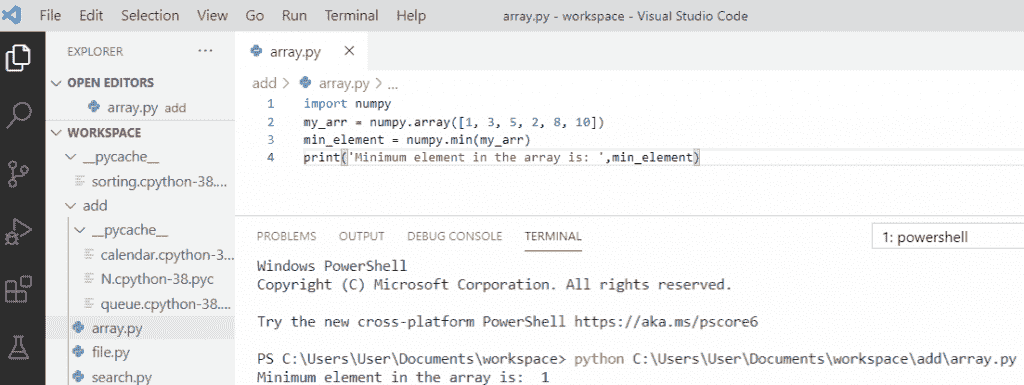 File Edit Selection View Go Run Terminal Help array.py - workspace - Visual Studio Code
EXPLORER ···
OPEN EDITORS
array.py add
WORKSPACE
__pycache__
sorting.cpython-38....
add
__pycache__
calendar.cpython-3...
N.cpython-38.pyc
queue.cpython-38....
array.py
file.py
search.py
array.py ×
add > array.py > ...
1 import numpy
2 my_arr = numpy.array([1, 3, 5, 2, 8, 10])
3 min_element = numpy.min(my_arr)
4 print('Minimum element in the array is: ',min_element)
PROBLEMS OUTPUT DEBUG CONSOLE TERMINAL 1: powershell
Windows PowerShell
Copyright (C) Microsoft Corporation. All rights reserved.
Try the new cross-platform PowerShell https://aka.ms/pscore6
PS C:\Users\User\Documents\workspace> python C:\Users\User\Documents\workspace\add\array.py
Minimum element in the array is:  1